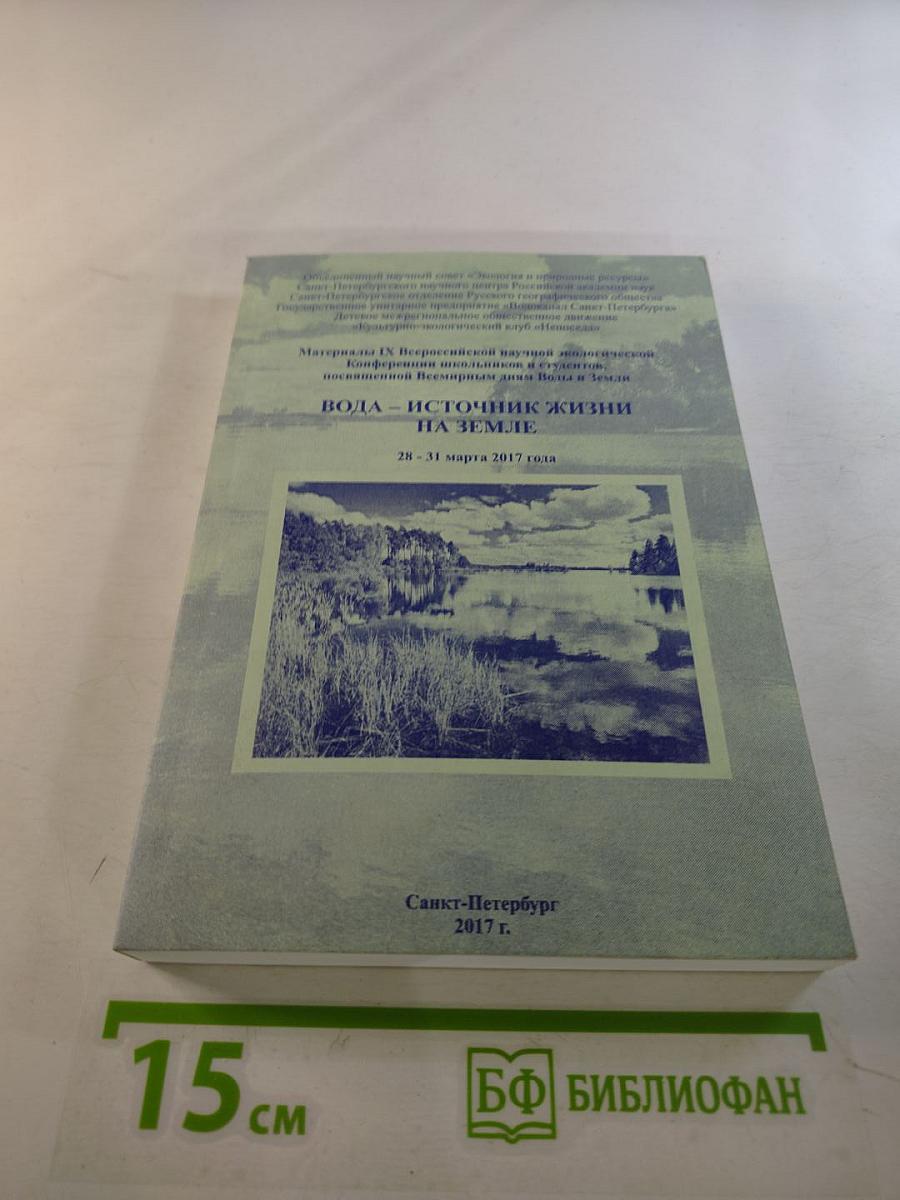 Объединенный научный совет «Экология и природные ресурсы»
Санкт-Петербургского научного центра Российской академии наук
Санкт-Петербургское отделение Русского географического общества
Государственное унитарное предприятие «Водоканал Санкт-Петербурга»
Детское межрегиональное общественное движение
«Культурно-экологический клуб «Непоседа»
Материалы IX Всероссийской научной экологической
Конференции школьников и студентов,
посвященной Всемирным дням Воды и Земли
ВОДА – ИСТОЧНИК ЖИЗНИ
НА ЗЕМЛЕ
28 - 31 марта 2017 года
Санкт-Петербург
2017 г.
15 см
БФ БИБЛИОФАН